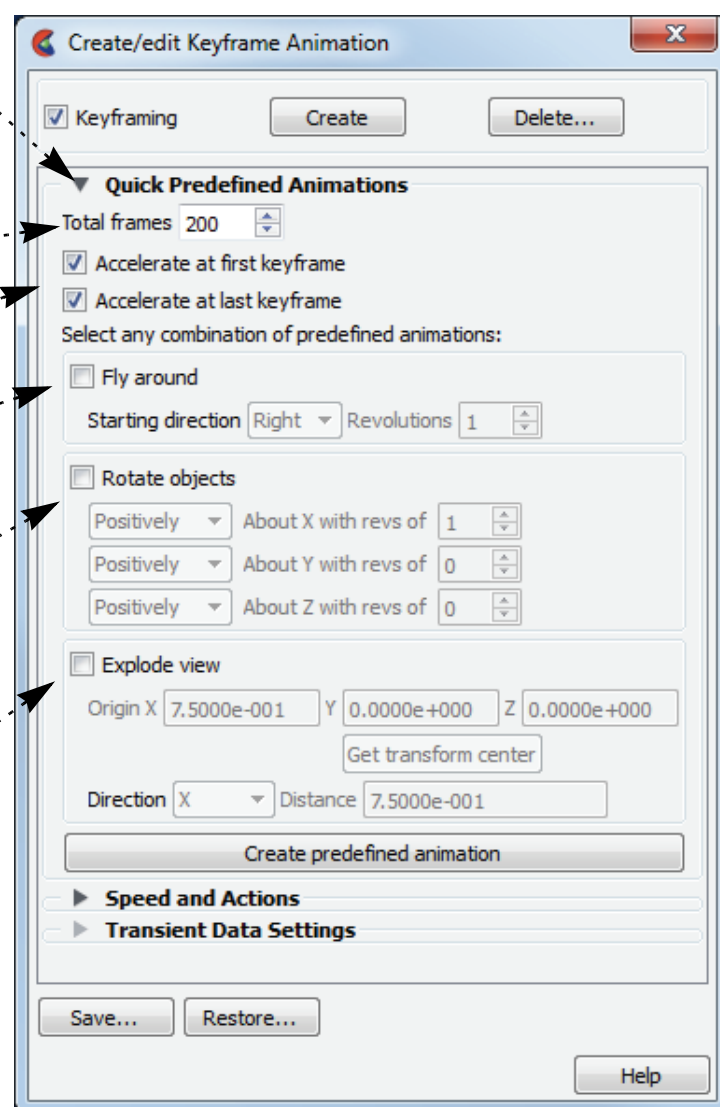 Create/edit Keyframe Animation
Keyframing Create Delete...
Quick Predefined Animations
Total frames 200
Accelerate at first keyframe
Accelerate at last keyframe
Select any combination of predefined animations:
Fly around
Starting direction Right Revolutions 1
Rotate objects
Positively About X with revs of 1
Positively About Y with revs of 0
Positively About Z with revs of 0
Explode view
Origin X 7.5000e-001 Y 0.0000e+000 Z 0.0000e+000
Get transform center
Direction X Distance 7.5000e-001
Create predefined animation
Speed and Actions
Transient Data Settings
Save... Restore...
Help